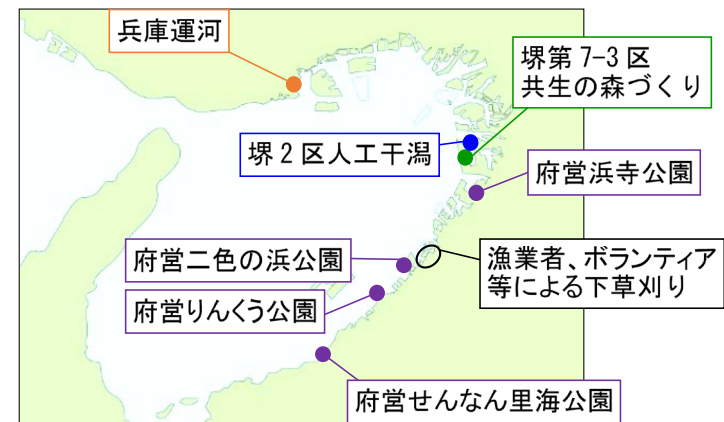 兵庫運河
堺第7-3区
共生の森づくり
堺2区人工干潟
府営浜寺公園
府営二色の浜公園
漁業者、ボランティア
等による下草刈り
府営りんくう公園
府営せんなん里海公園